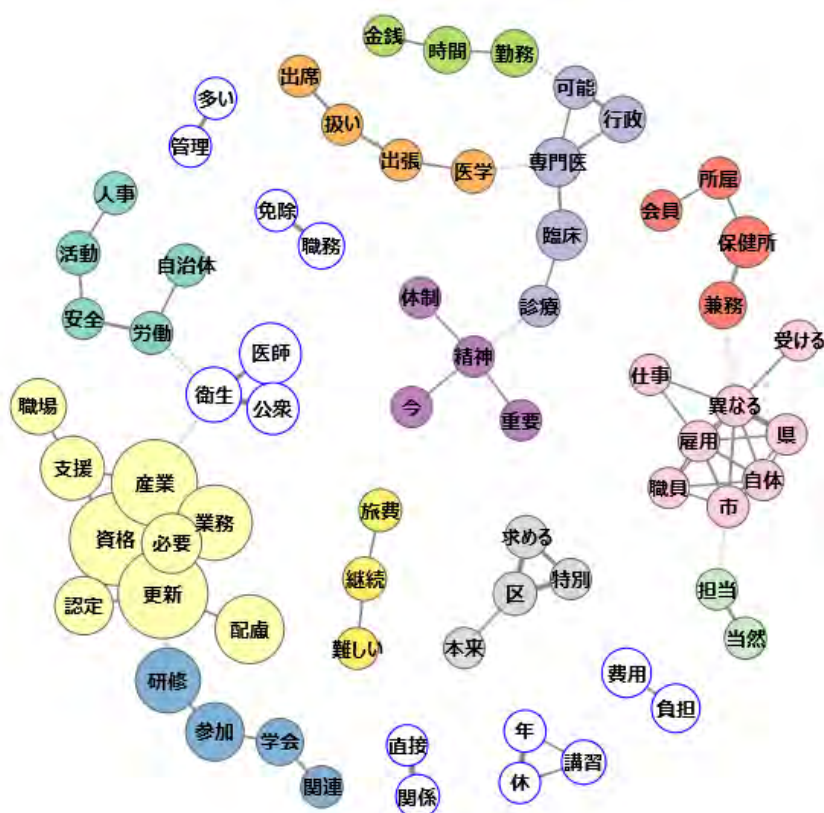 金銭
時間
勤務
可能
行政
専門医
出席
扱い
出張
医学
多い
管理
所属
会員
保健所
兼務
免除
職務
臨床
診療
人事
活動
自治体
安全
労働
体制
精神
今
重要
受ける
仕事
異なる
雇用
県
職員
自体
市
医師
衛生
公衆
職場
支援
産業
資格
必要
業務
認定
更新
配慮
旅費
継続
難しい
求める
区
特別
本来
担当
当然
研修
参加
学会
関連
費用
負担
直接
関係
年
休
講習